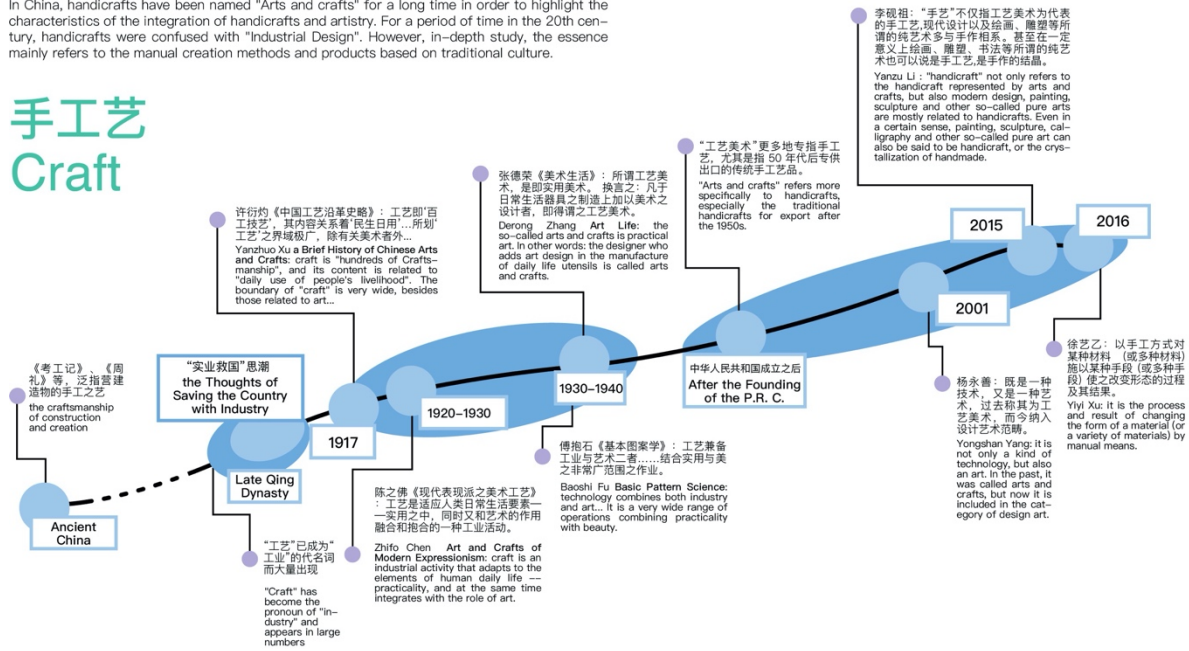 In China, handicrafts have been named "Arts and crafts" for a long time in order to highlight the
characteristics of the integration of handicrafts and artistry. For a period of time in the 20th cen-
tury, handicrafts were confused with "Industrial Design". However, in-depth study, the essence
mainly refers to the manual creation methods and products based on traditional culture.
手工艺
Craft
《考工记》、《周
礼》等，泛指营建
造物的手工之艺
the craftsmanship
of construction
and creation
Ancient
China
"实业救国"思潮
the Thoughts of
Saving the Country
with Industry
Late Qing
Dynasty
"工艺"已成为"
工业"的代名词
而大量出现
"Craft" has
become the
pronoun of "in-
dustry" and
appears in large
numbers
许衍灼《中国工艺沿革史略》：工艺即'百
工技艺'，其内容关系着'民生日用'…所划'
工艺'之界域极广，除有关美术者外...
Yanzhuo Xu a Brief History of Chinese Arts
and Crafts: craft is "hundreds of Crafts-
manship", and its content is related to
"daily use of people's livelihood". The
boundary of "craft" is very wide, besides
those related to art...
1917
1920-1930
陈之佛《现代表现派之美术工艺》
：工艺是适应人类日常生活要素—
—实用之中，同时又和艺术的作用
融合和抱合的一种工业活动。
Zhifo Chen Art and Crafts of
Modern Expressionism: craft is an
industrial activity that adapts to the
elements of human daily life --
practicality, and at the same time
integrates with the role of art.
张德荣《美术生活》：所谓工艺美
术，是即实用美术。 换言之：凡于
日常生活器具之制造上加以美术之
设计者，即得谓之工艺美术。
Derong Zhang Art Life: the
so-called arts and crafts is practical
art. In other words: the designer who
adds art design in the manufacture
of daily life utensils is called arts
and crafts.
1930-1940
傅抱石《基本图案学》：工艺兼备
工业与艺术二者……结合实用与美
之非常广范围之作业。
Baoshi Fu Basic Pattern Science:
technology combines both industry
and art... It is a very wide range of
operations combining practicality
with beauty.
"工艺美术"更多地专指手工
艺，尤其是指 50 年代后专供
出口的传统手工艺品。
"Arts and crafts" refers more
specifically to handicrafts,
especially the traditional
handicrafts for export after
the 1950s.
中华人民共和国成立之后
After the Founding
of the P.R. C.
李砚祖：“手艺”不仅指工艺美术为代表
的手工艺,现代设计以及绘画、雕塑等所
谓的纯艺术多与手作相系。甚至在一定
意义上绘画、雕塑、书法等所谓的纯艺
术也可以说是手工艺,是手作的结晶。
Yanzu Li : "handicraft" not only refers to
the handicraft represented by arts and
crafts, but also modern design, painting,
sculpture and other so-called pure arts
are mostly related to handicrafts. Even in
a certain sense, painting, sculpture, cal-
ligraphy and other so-called pure art can
also be said to be handicraft, or the crys-
tallization of handmade.
2015
2016
2001
杨永善：既是一种
技术，又是一种艺
术，过去称其为工
艺美术，而今纳入
设计艺术范畴。
Yongshan Yang: it is
not only a kind of
technology, but also
an art. In the past, it
was called arts and
crafts, but now it is
included in the cat-
egory of design art.
徐艺乙：以手工方式对
某种材料 （或多种材料）
施以某种手段 (或多种手
段) 使之改变形态的过程
及其结果。
Yiyi Xu: it is the process
and result of changing
the form of a material (or
a variety of materials) by
manual means.